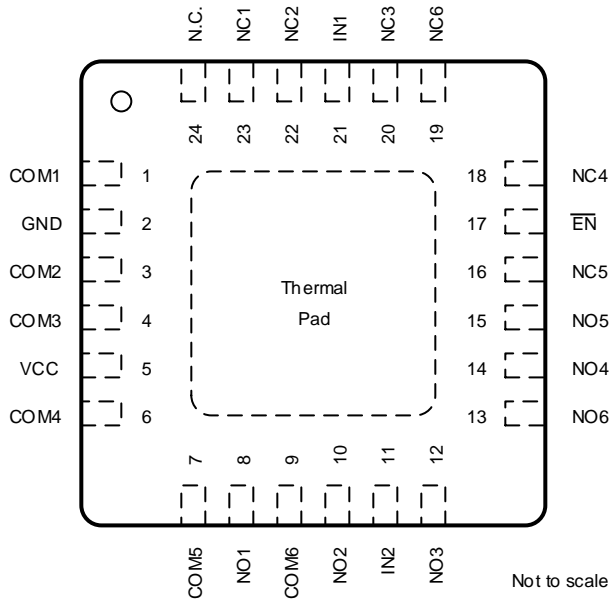 N.C.
NC1
NC2
IN1
NC3
NC6
24
23
22
21
20
19
COM1 1
GND 2
COM2 3
COM3 4
VCC 5
COM4 6
Thermal
Pad
18 NC4
17 E̅N̅
16 NC5
15 NO5
14 NO4
13 NO6
7
8
9
10
11
12
COM5
NO1
COM6
NO2
IN2
NO3
Not to scale